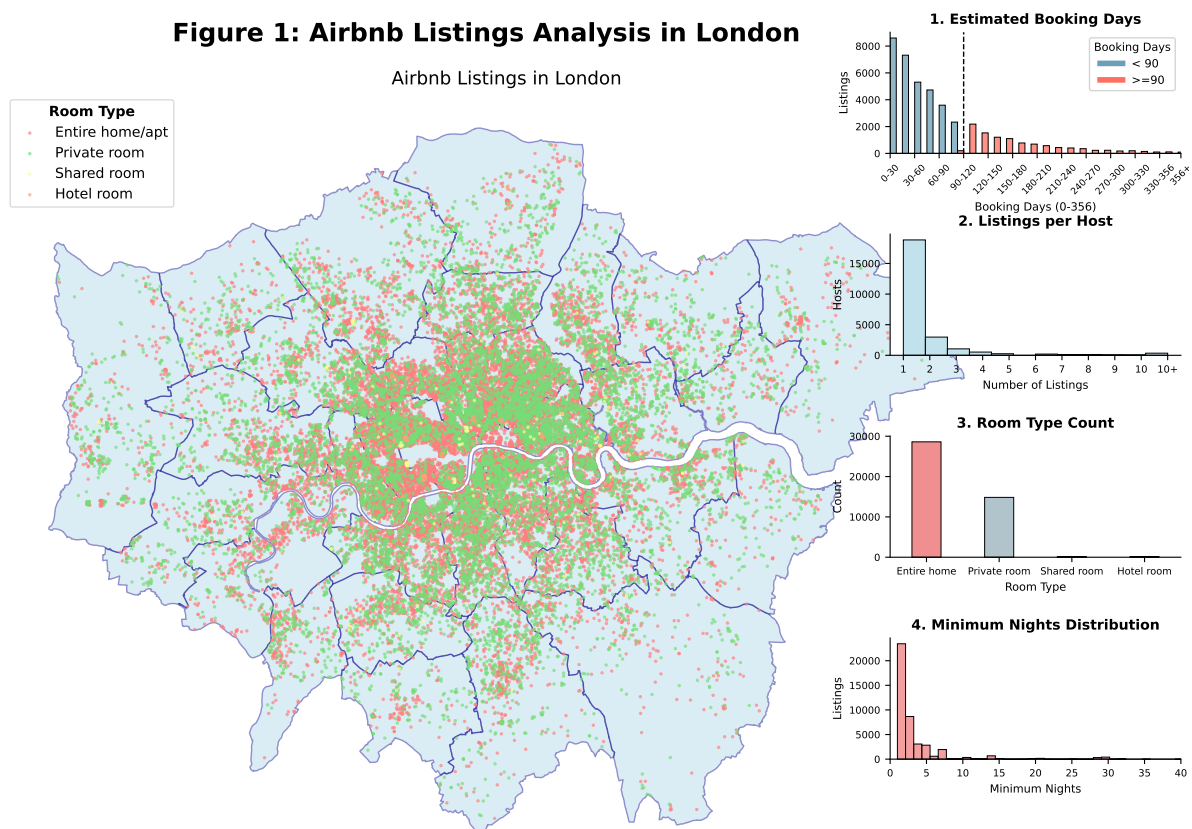 Figure 1: Airbnb Listings Analysis in London
Airbnb Listings in London
Room Type
Entire home/apt
Private room
Shared room
Hotel room
1. Estimated Booking Days
Listings
8000
6000
4000
2000
0
Booking Days
< 90
>=90
0-30
30-60
60-90
90-120
120-150
150-180
180-210
210-240
240-270
270-300
300-330
330-356
356+
Booking Days (0-356)
2. Listings per Host
Hosts
15000
10000
5000
0
1 2 3 4 5 6 7 8 9 10 10+
Number of Listings
3. Room Type Count
Count
30000
20000
10000
0
Entire home Private room Shared room Hotel room
Room Type
4. Minimum Nights Distribution
Listings
20000
15000
10000
5000
0
0 5 10 15 20 25 30 35 40
Minimum Nights